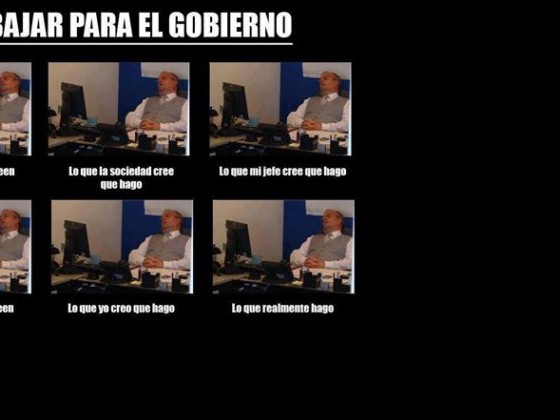 BAJAR PARA EL GOBIERNO
een
Lo que la sociedad cree
que hago
Lo que mi jefe cree que hago
een
Lo que yo creo que hago
Lo que realmente hago